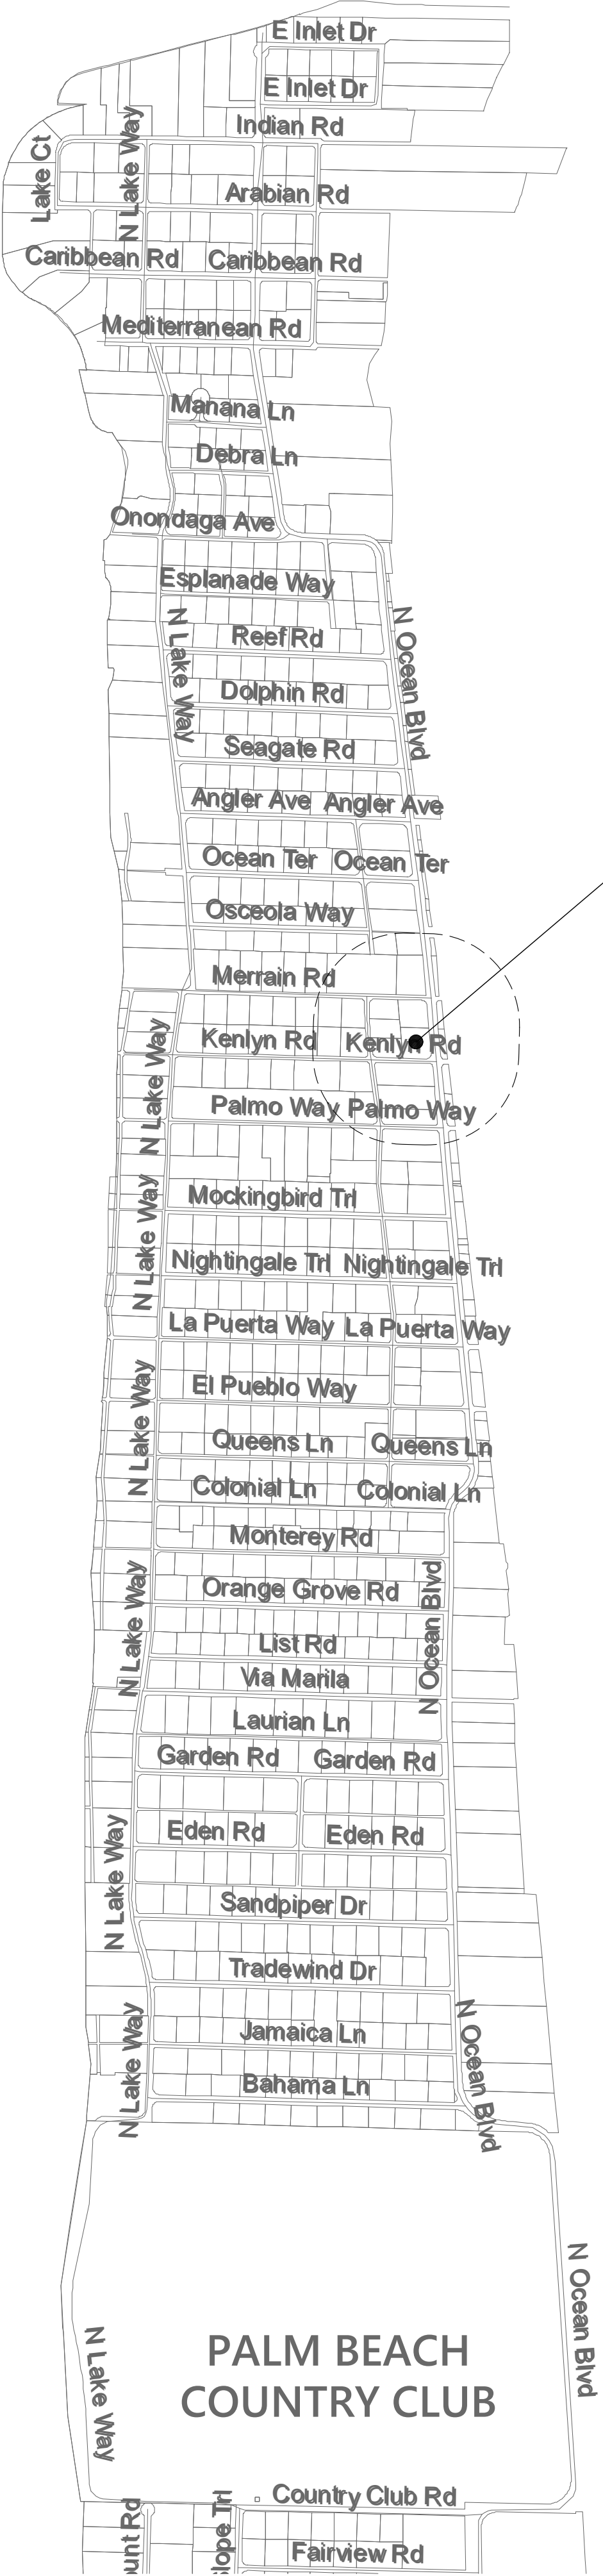 E Inlet Dr
E Inlet Dr
Indian Rd
Lake Ct
N Lake Way
Arabian Rd
Caribbean Rd Caribbean Rd
Mediterranean Rd
Manana Ln
Debra Ln
Onondaga Ave
Esplanade Way
N Lake Way
Reef Rd
N Ocean Blvd
Dolphin Rd
Seagate Rd
Angler Ave Angler Ave
Ocean Ter Ocean Ter
Osceola Way
Merrain Rd
Kenlyn Rd Kenlyn Rd
N Lake Way
Palmo Way Palmo Way
Mockingbird Trl
N Lake Way
Nightingale Trl Nightingale Trl
La Puerta Way La Puerta Way
El Pueblo Way
N Lake Way
Queens Ln Queens Ln
Colonial Ln Colonial Ln
Monterey Rd
Orange Grove Rd
N Lake Way
N Ocean Blvd
List Rd
Via Marila
Laurian Ln
Garden Rd Garden Rd
Eden Rd Eden Rd
N Lake Way
Sandpiper Dr
Tradewind Dr
Jamaica Ln
N Lake Way
N Ocean Blvd
Bahama Ln
N Ocean Blvd
PALM BEACH
COUNTRY CLUB
N Lake Way
Country Club Rd
Fairview Rd